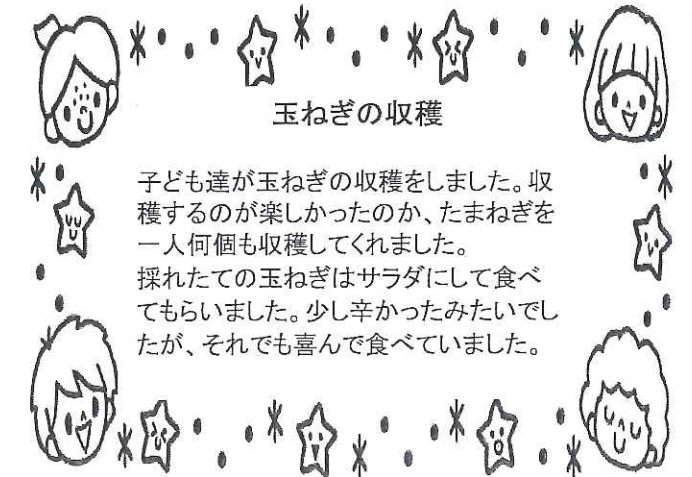 玉ねぎの収穫
子ども達が玉ねぎの収穫をしました。収
穫するのが楽しかったのか、たまねぎを
一人何個も収穫してくれました。
採れたての玉ねぎはサラダにして食べ
てもらいました。少し辛かったみたいでし
たが、それでも喜んで食べていました。